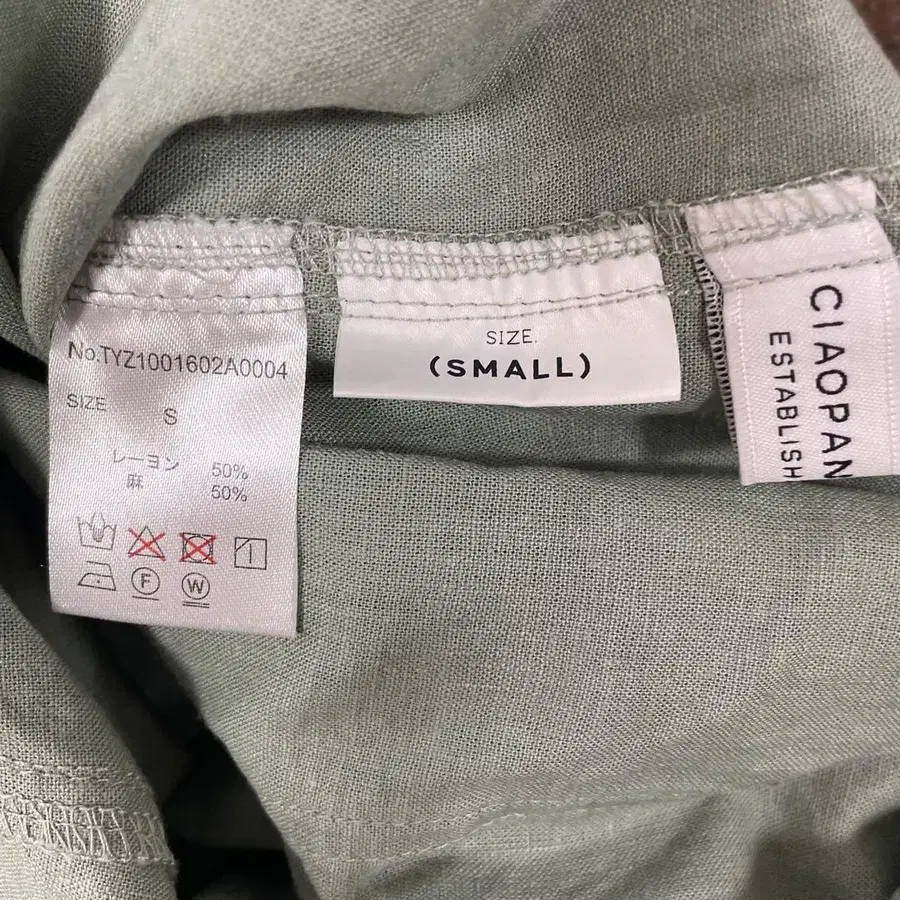 No.TYZ1001602A0004
SIZE S
レーヨン 50%
麻 50%
F W
SIZE.
(SMALL)
CIAOPAN
ESTABLISH